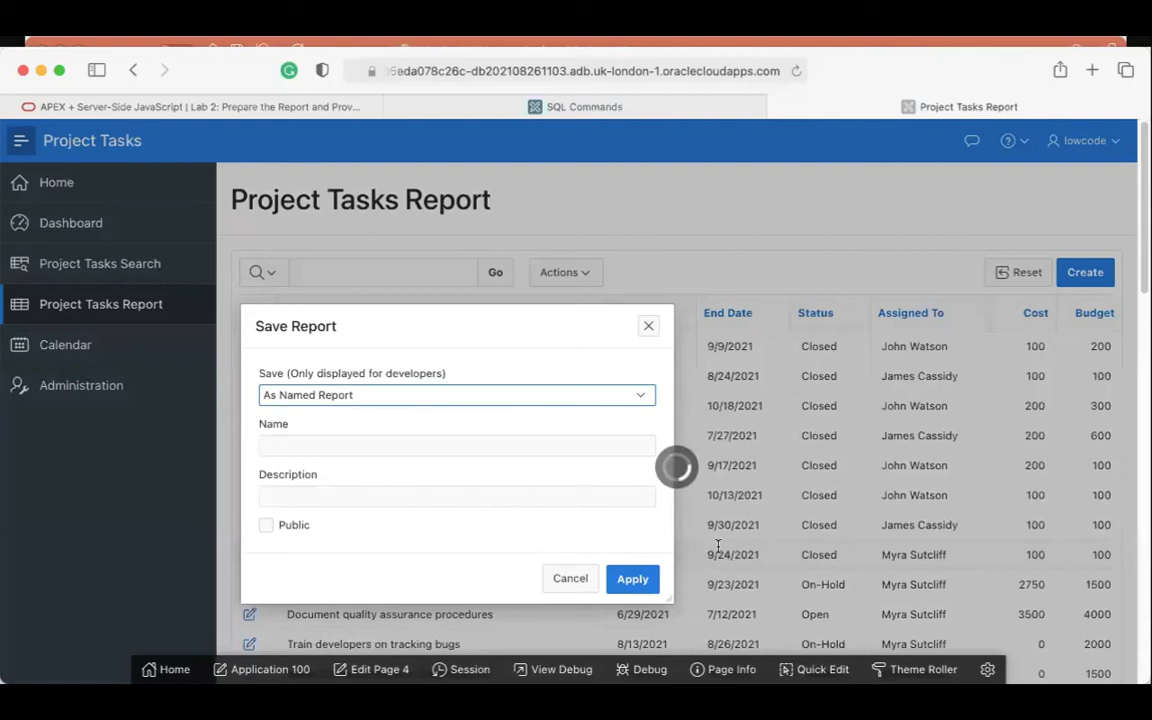 5eda078c26c-db202108261103.adb.uk-london-1.oraclecloudapps.com
APEX + Server-Side JavaScript | Lab 2: Prepare the Report and Prov...
SQL Commands
Project Tasks Report
Project Tasks
lowcode
Home
Dashboard
Project Tasks Search
Project Tasks Report
Calendar
Administration
Project Tasks Report
Go
Actions
Reset
Create
Save Report
Save (Only displayed for developers)
As Named Report
Name
Description
Public
Cancel
Apply
End Date Status Assigned To Cost Budget
9/9/2021 Closed John Watson 100 200
8/24/2021 Closed James Cassidy 100 100
10/18/2021 Closed John Watson 200 300
7/27/2021 Closed James Cassidy 200 600
9/17/2021 Closed John Watson 200 100
10/13/2021 Closed John Watson 100 100
9/30/2021 Closed James Cassidy 100 100
9/24/2021 Closed Myra Sutcliff 100 100
9/23/2021 On-Hold Myra Sutcliff 2750 1500
Document quality assurance procedures 6/29/2021 7/12/2021 Open Myra Sutcliff 3500 4000
Train developers on tracking bugs 8/13/2021 8/26/2021 On-Hold Myra Sutcliff 0 2000
0 1500
Home Application 100 Edit Page 4 Session View Debug Debug Page Info Quick Edit Theme Roller